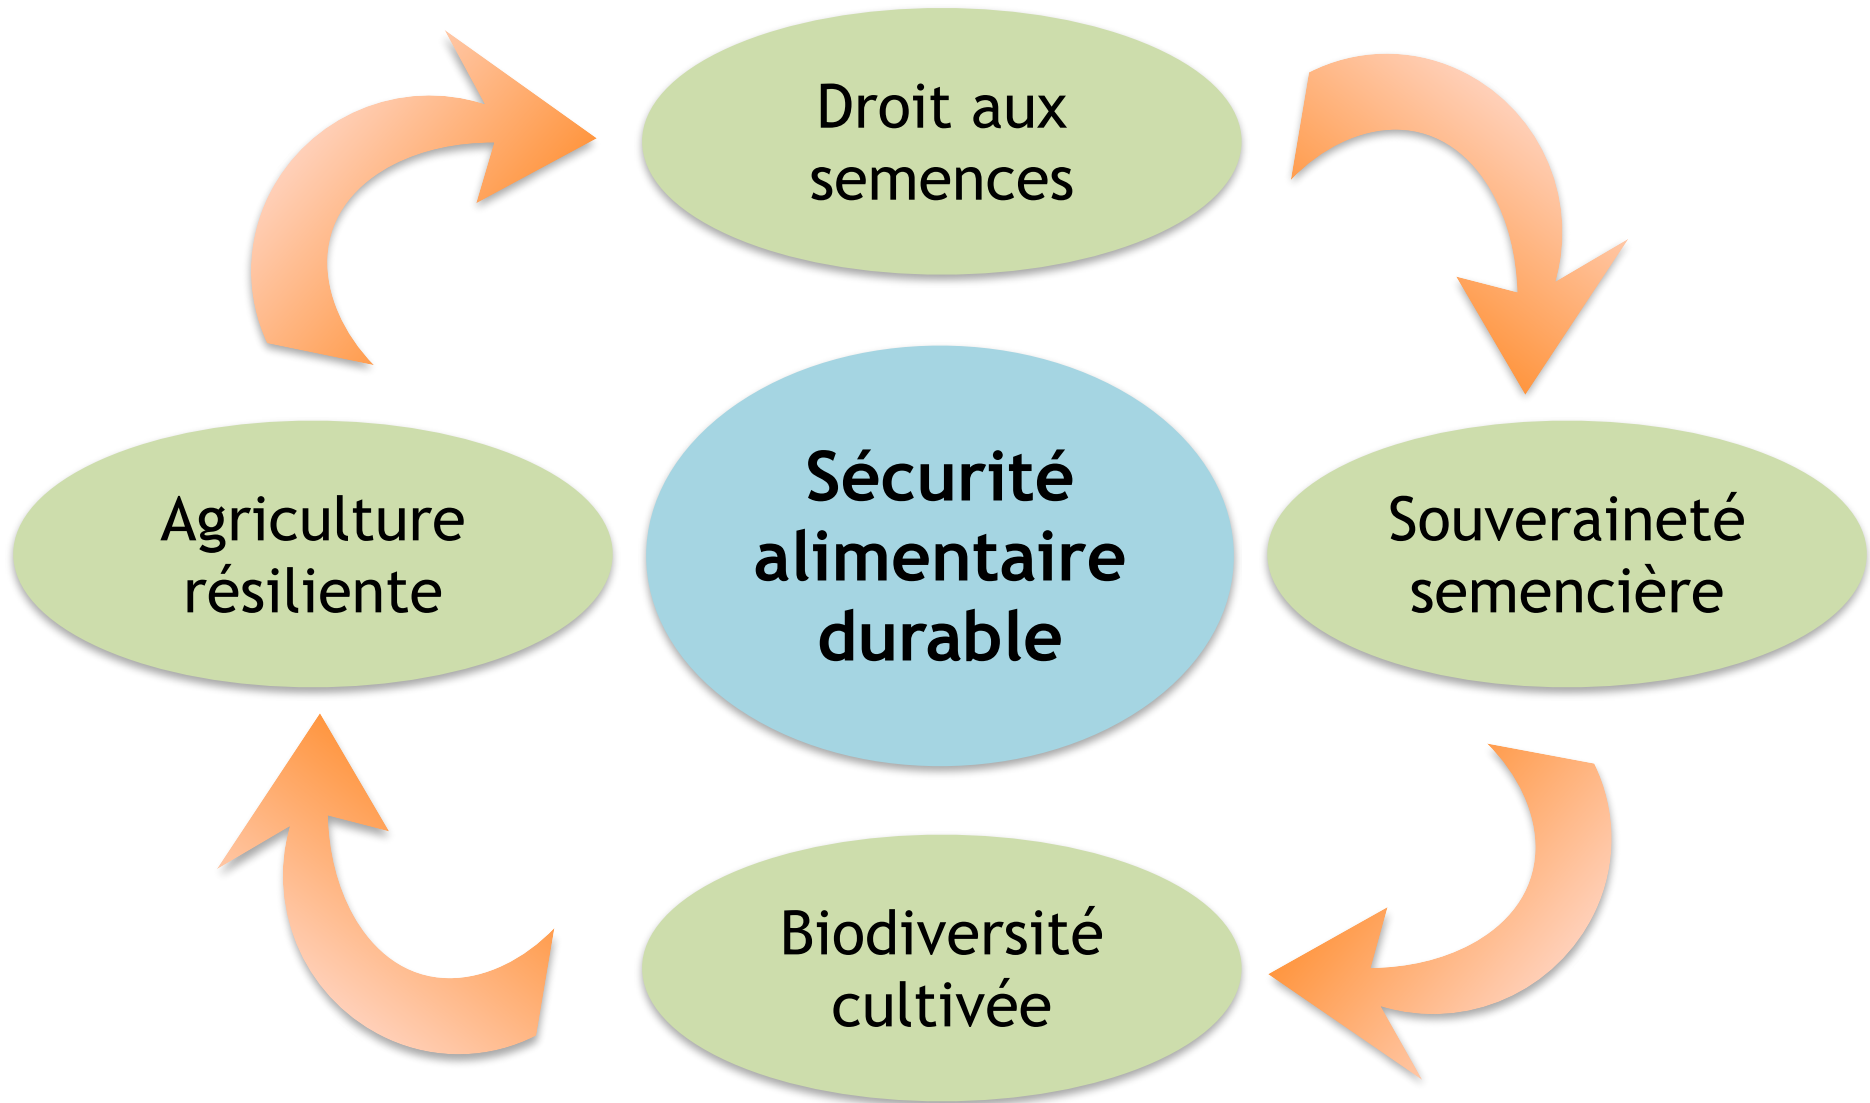 Droit aux
semences
Sécurité
alimentaire
durable
Agriculture
résiliente
Souveraineté
semencière
Biodiversité
cultivée